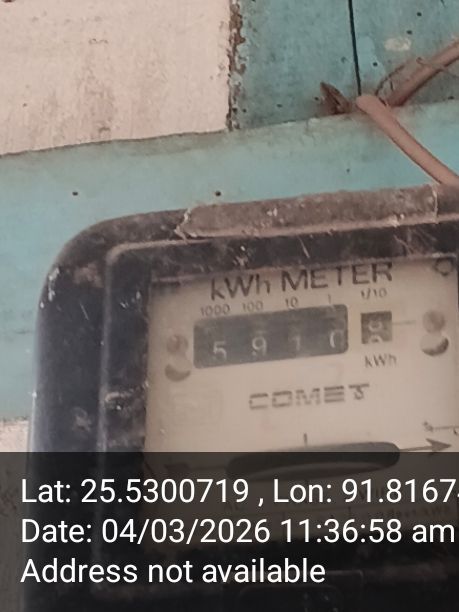 kWh METER
1000 100 10 1 1/10
5 9 1 0 8
kWh
COMET
Lat: 25.5300719 , Lon: 91.8167
Date: 04/03/2026 11:36:58 am
Address not available